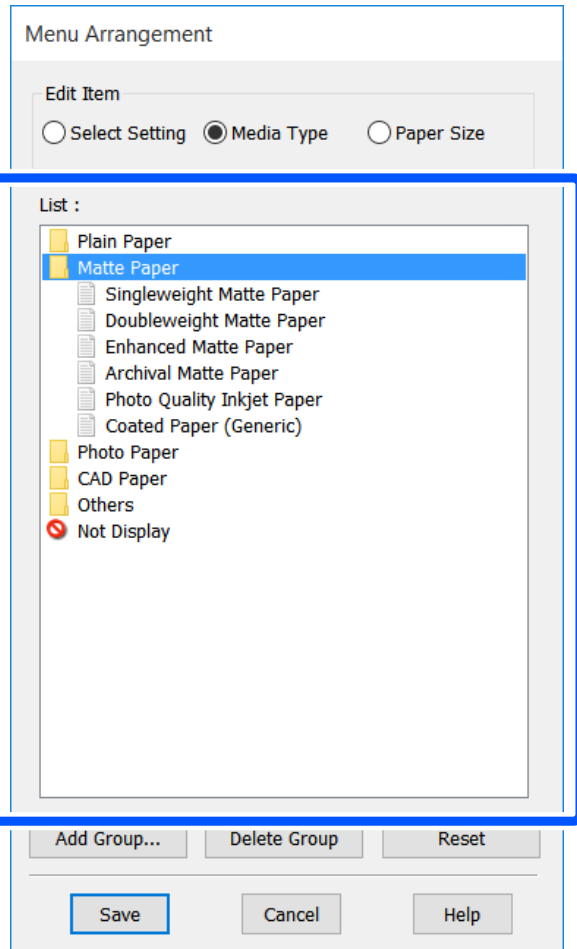 Menu Arrangement
Edit Item
Select Setting Media Type Paper Size
List :
Plain Paper
Matte Paper
Singleweight Matte Paper
Doubleweight Matte Paper
Enhanced Matte Paper
Archival Matte Paper
Photo Quality Inkjet Paper
Coated Paper (Generic)
Photo Paper
CAD Paper
Others
Not Display
Add Group... Delete Group Reset
Save Cancel Help